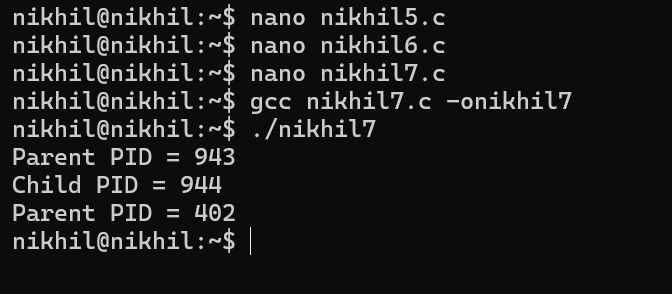 nikhil@nikhil:~$ nano nikhil5.c
nikhil@nikhil:~$ nano nikhil6.c
nikhil@nikhil:~$ nano nikhil7.c
nikhil@nikhil:~$ gcc nikhil7.c -onikhil7
nikhil@nikhil:~$ ./nikhil7
Parent PID = 943
Child PID = 944
Parent PID = 402
nikhil@nikhil:~$